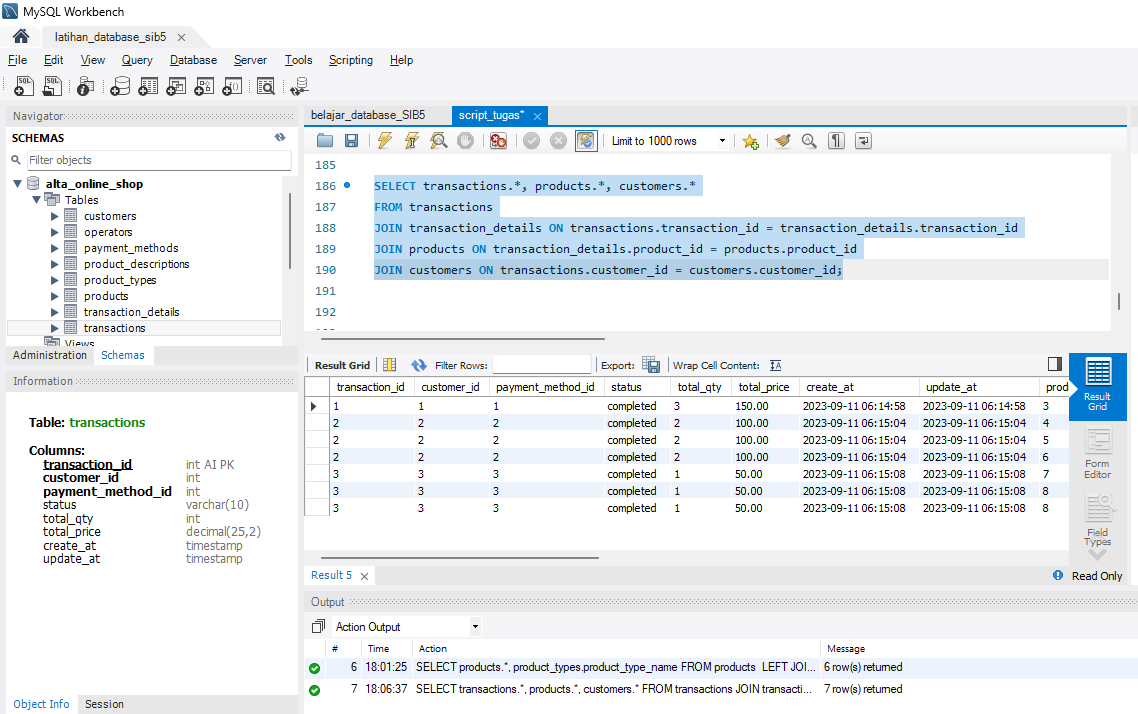 MySQL Workbench
latihan_database_sib5
File Edit View Query Database Server Tools Scripting Help
Navigator
SCHEMAS
Filter objects
alta_online_shop
Tables
customers
operators
payment_methods
product_descriptions
product_types
products
transaction_details
transactions
Views
Administration Schemas
Information
Table: transactions
Columns:
transaction_id int AI PK
customer_id int
payment_method_id int
status varchar(10)
total_qty int
total_price decimal(25,2)
create_at timestamp
update_at timestamp
Object Info Session
belajar_database_SIB5 script_tugas*
Limit to 1000 rows
185
186 SELECT transactions.*, products.*, customers.*
187 FROM transactions
188 JOIN transaction_details ON transactions.transaction_id = transaction_details.transaction_id
189 JOIN products ON transaction_details.product_id = products.product_id
190 JOIN customers ON transactions.customer_id = customers.customer_id;
191
192
Result Grid Filter Rows: Export: Wrap Cell Content:
transaction_id customer_id payment_method_id status total_qty total_price create_at update_at prod
1 1 1 completed 3 150.00 2023-09-11 06:14:58 2023-09-11 06:14:58 3
2 2 2 completed 2 100.00 2023-09-11 06:15:04 2023-09-11 06:15:04 4
2 2 2 completed 2 100.00 2023-09-11 06:15:04 2023-09-11 06:15:04 5
2 2 2 completed 2 100.00 2023-09-11 06:15:04 2023-09-11 06:15:04 6
3 3 3 completed 1 50.00 2023-09-11 06:15:08 2023-09-11 06:15:08 7
3 3 3 completed 1 50.00 2023-09-11 06:15:08 2023-09-11 06:15:08 8
3 3 3 completed 1 50.00 2023-09-11 06:15:08 2023-09-11 06:15:08 8
Result
Grid
Form
Editor
Field
Types
Result 5
Read Only
Output
Action Output
# Time Action Message
6 18:01:25 SELECT products.*, product_types.product_type_name FROM products LEFT JOI... 6 row(s) returned
7 18:06:37 SELECT transactions.*, products.*, customers.* FROM transactions JOIN transacti... 7 row(s) returned